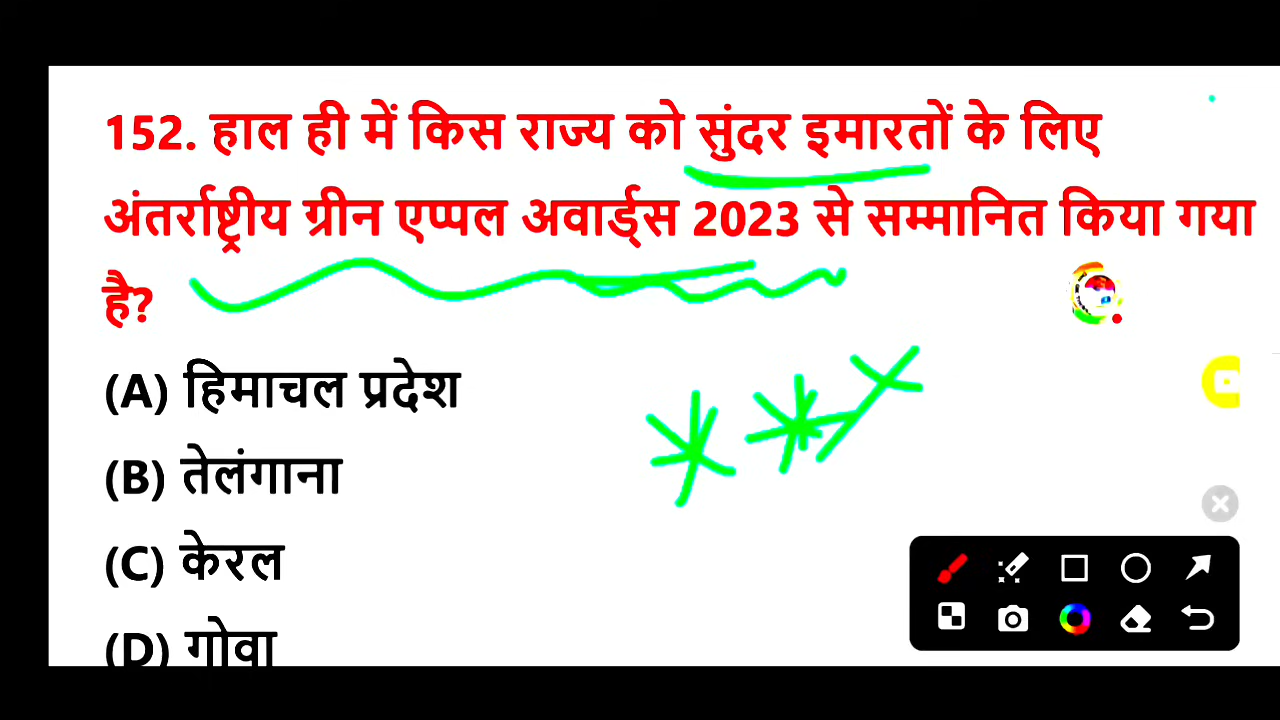 152. हाल ही में किस राज्य को सुंदर इमारतों के लिए
अंतर्राष्ट्रीय ग्रीन एप्पल अवार्ड्स 2023 से सम्मानित किया गया
है?
(A) हिमाचल प्रदेश
(B) तेलंगाना
(C) केरल
(D) गोवा